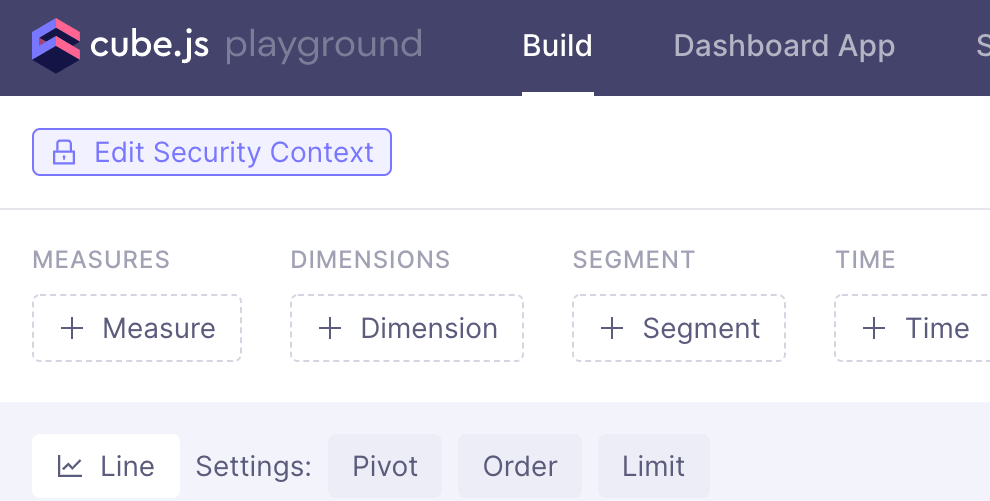 cube.js playground Build Dashboard App S
Edit Security Context
MEASURES DIMENSIONS SEGMENT TIME
+ Measure + Dimension + Segment + Time
Line Settings: Pivot Order Limit